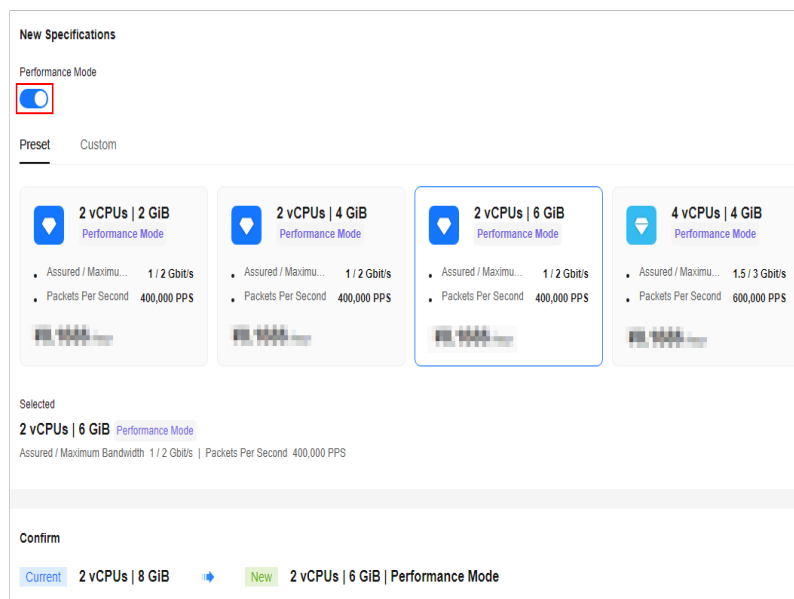 New Specifications
Performance Mode
Preset Custom
2 vCPUs | 2 GiB
Performance Mode
Assured / Maximu... 1 / 2 Gbit/s
Packets Per Second 400,000 PPS
2 vCPUs | 4 GiB
Performance Mode
Assured / Maximu... 1 / 2 Gbit/s
Packets Per Second 400,000 PPS
2 vCPUs | 6 GiB
Performance Mode
Assured / Maximu... 1 / 2 Gbit/s
Packets Per Second 400,000 PPS
4 vCPUs | 4 GiB
Performance Mode
Assured / Maximu... 1.5 / 3 Gbit/s
Packets Per Second 600,000 PPS
Selected
2 vCPUs | 6 GiB Performance Mode
Assured / Maximum Bandwidth 1 / 2 Gbit/s | Packets Per Second 400,000 PPS
Confirm
Current 2 vCPUs | 8 GiB New 2 vCPUs | 6 GiB | Performance Mode